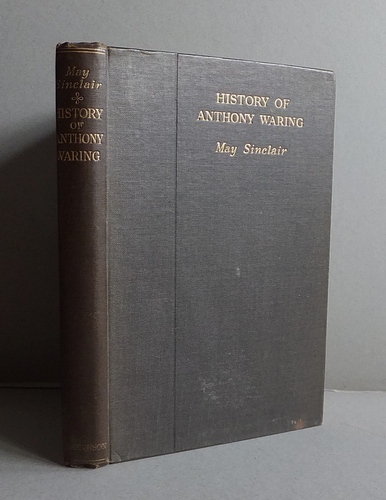 May
Sinclair
HISTORY
OF
ANTHONY
WARING
HISTORY OF
ANTHONY WARING
May Sinclair